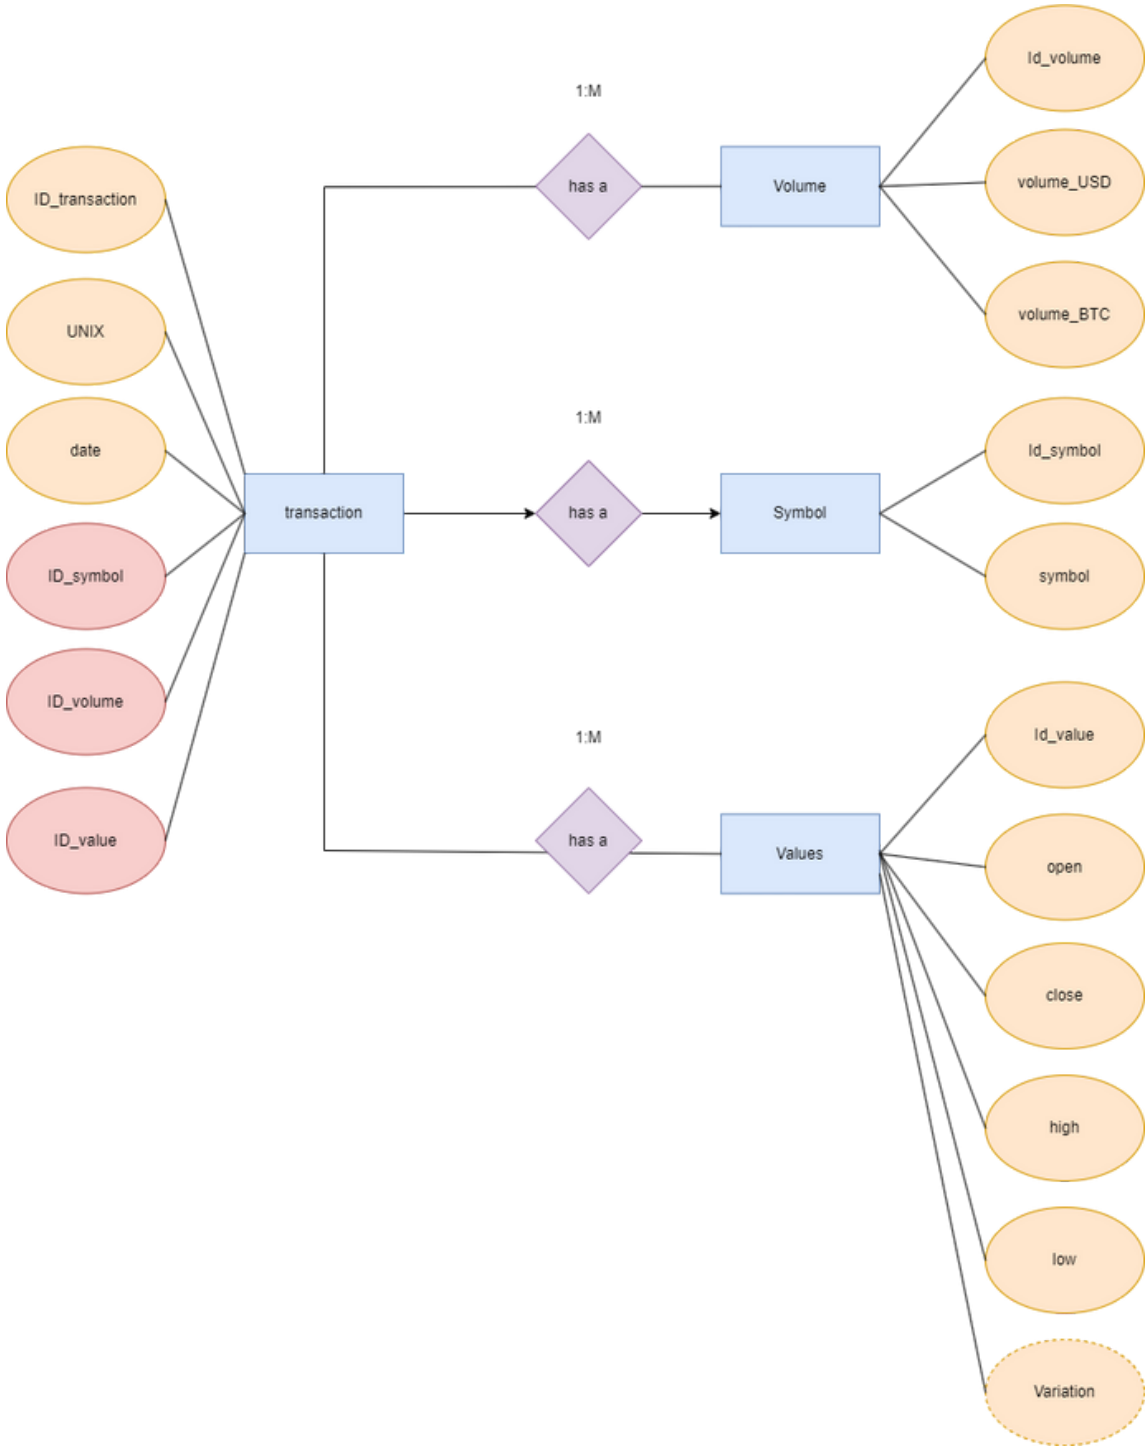 Id_volume
1:M
has a
Volume
volume_USD
ID_transaction
volume_BTC
UNIX
1:M
date
Id_symbol
transaction
has a
Symbol
ID_symbol
symbol
ID_volume
1:M
Id_value
ID_value
has a
Values
open
close
high
low
Variation